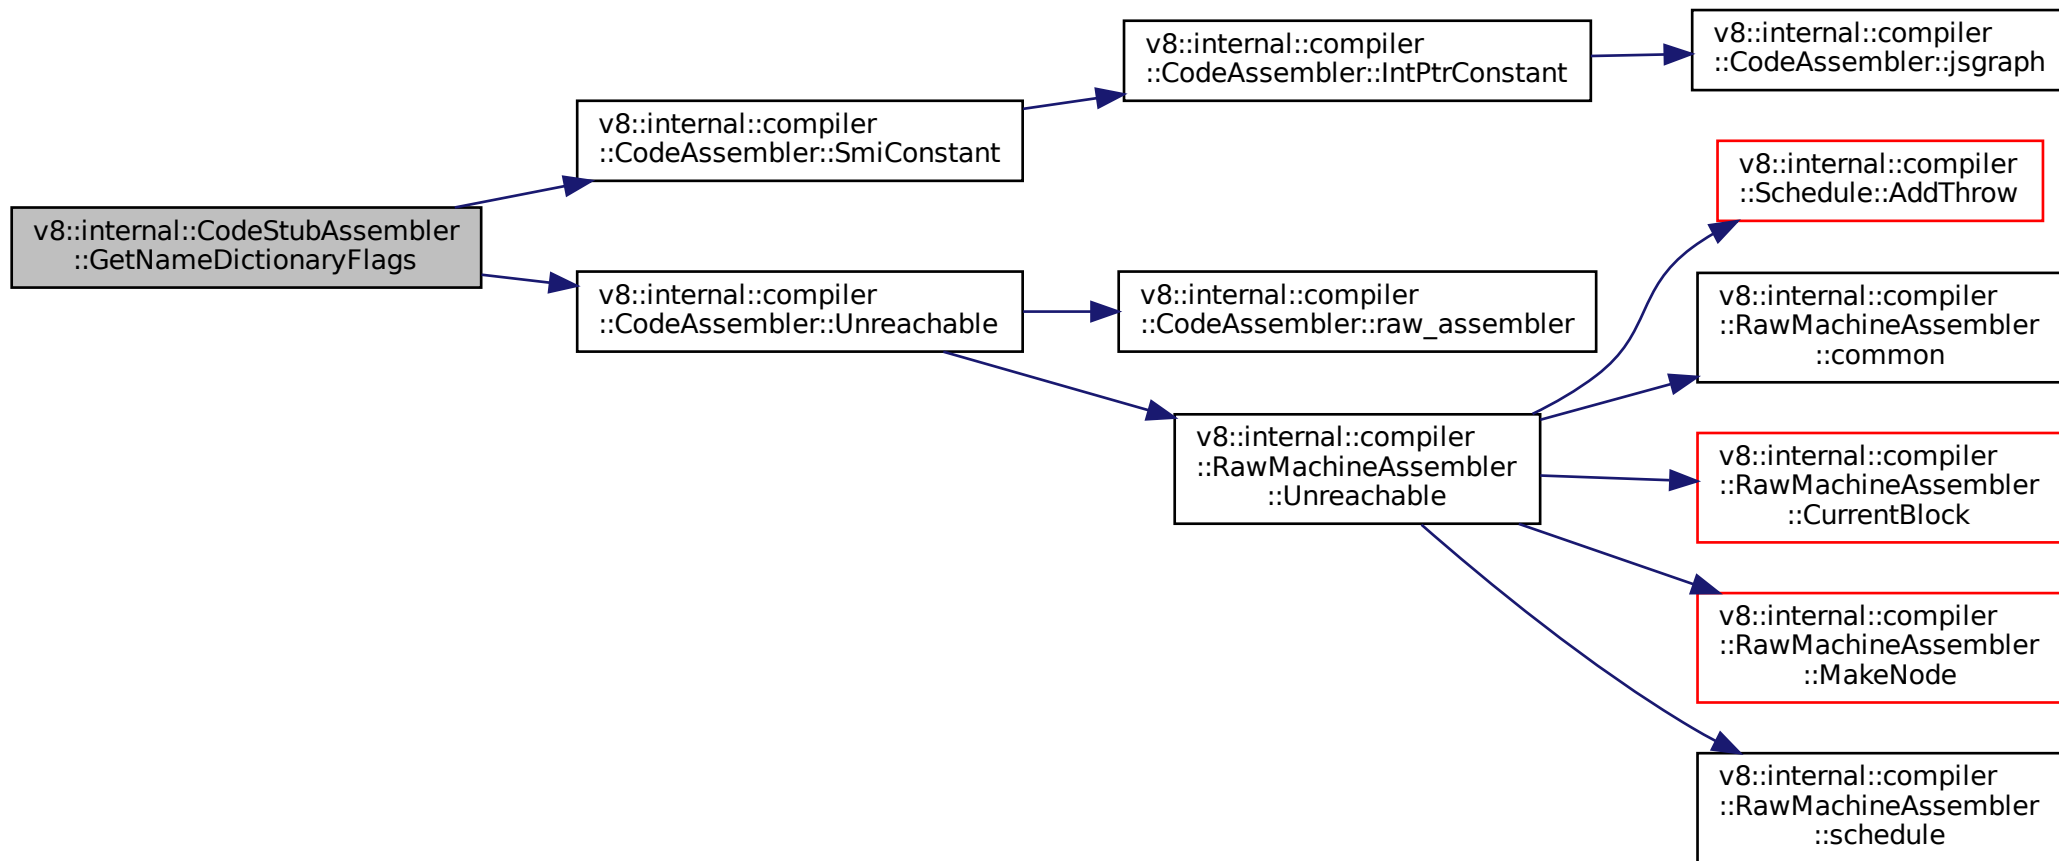 v8::internal::CodeStubAssembler
::GetNameDictionaryFlags
v8::internal::compiler
::CodeAssembler::SmiConstant
v8::internal::compiler
::CodeAssembler::IntPtrConstant
v8::internal::compiler
::CodeAssembler::jsgraph
v8::internal::compiler
::CodeAssembler::Unreachable
v8::internal::compiler
::CodeAssembler::raw_assembler
v8::internal::compiler
::RawMachineAssembler
::Unreachable
v8::internal::compiler
::Schedule::AddThrow
v8::internal::compiler
::RawMachineAssembler
::common
v8::internal::compiler
::RawMachineAssembler
::CurrentBlock
v8::internal::compiler
::RawMachineAssembler
::MakeNode
v8::internal::compiler
::RawMachineAssembler
::schedule